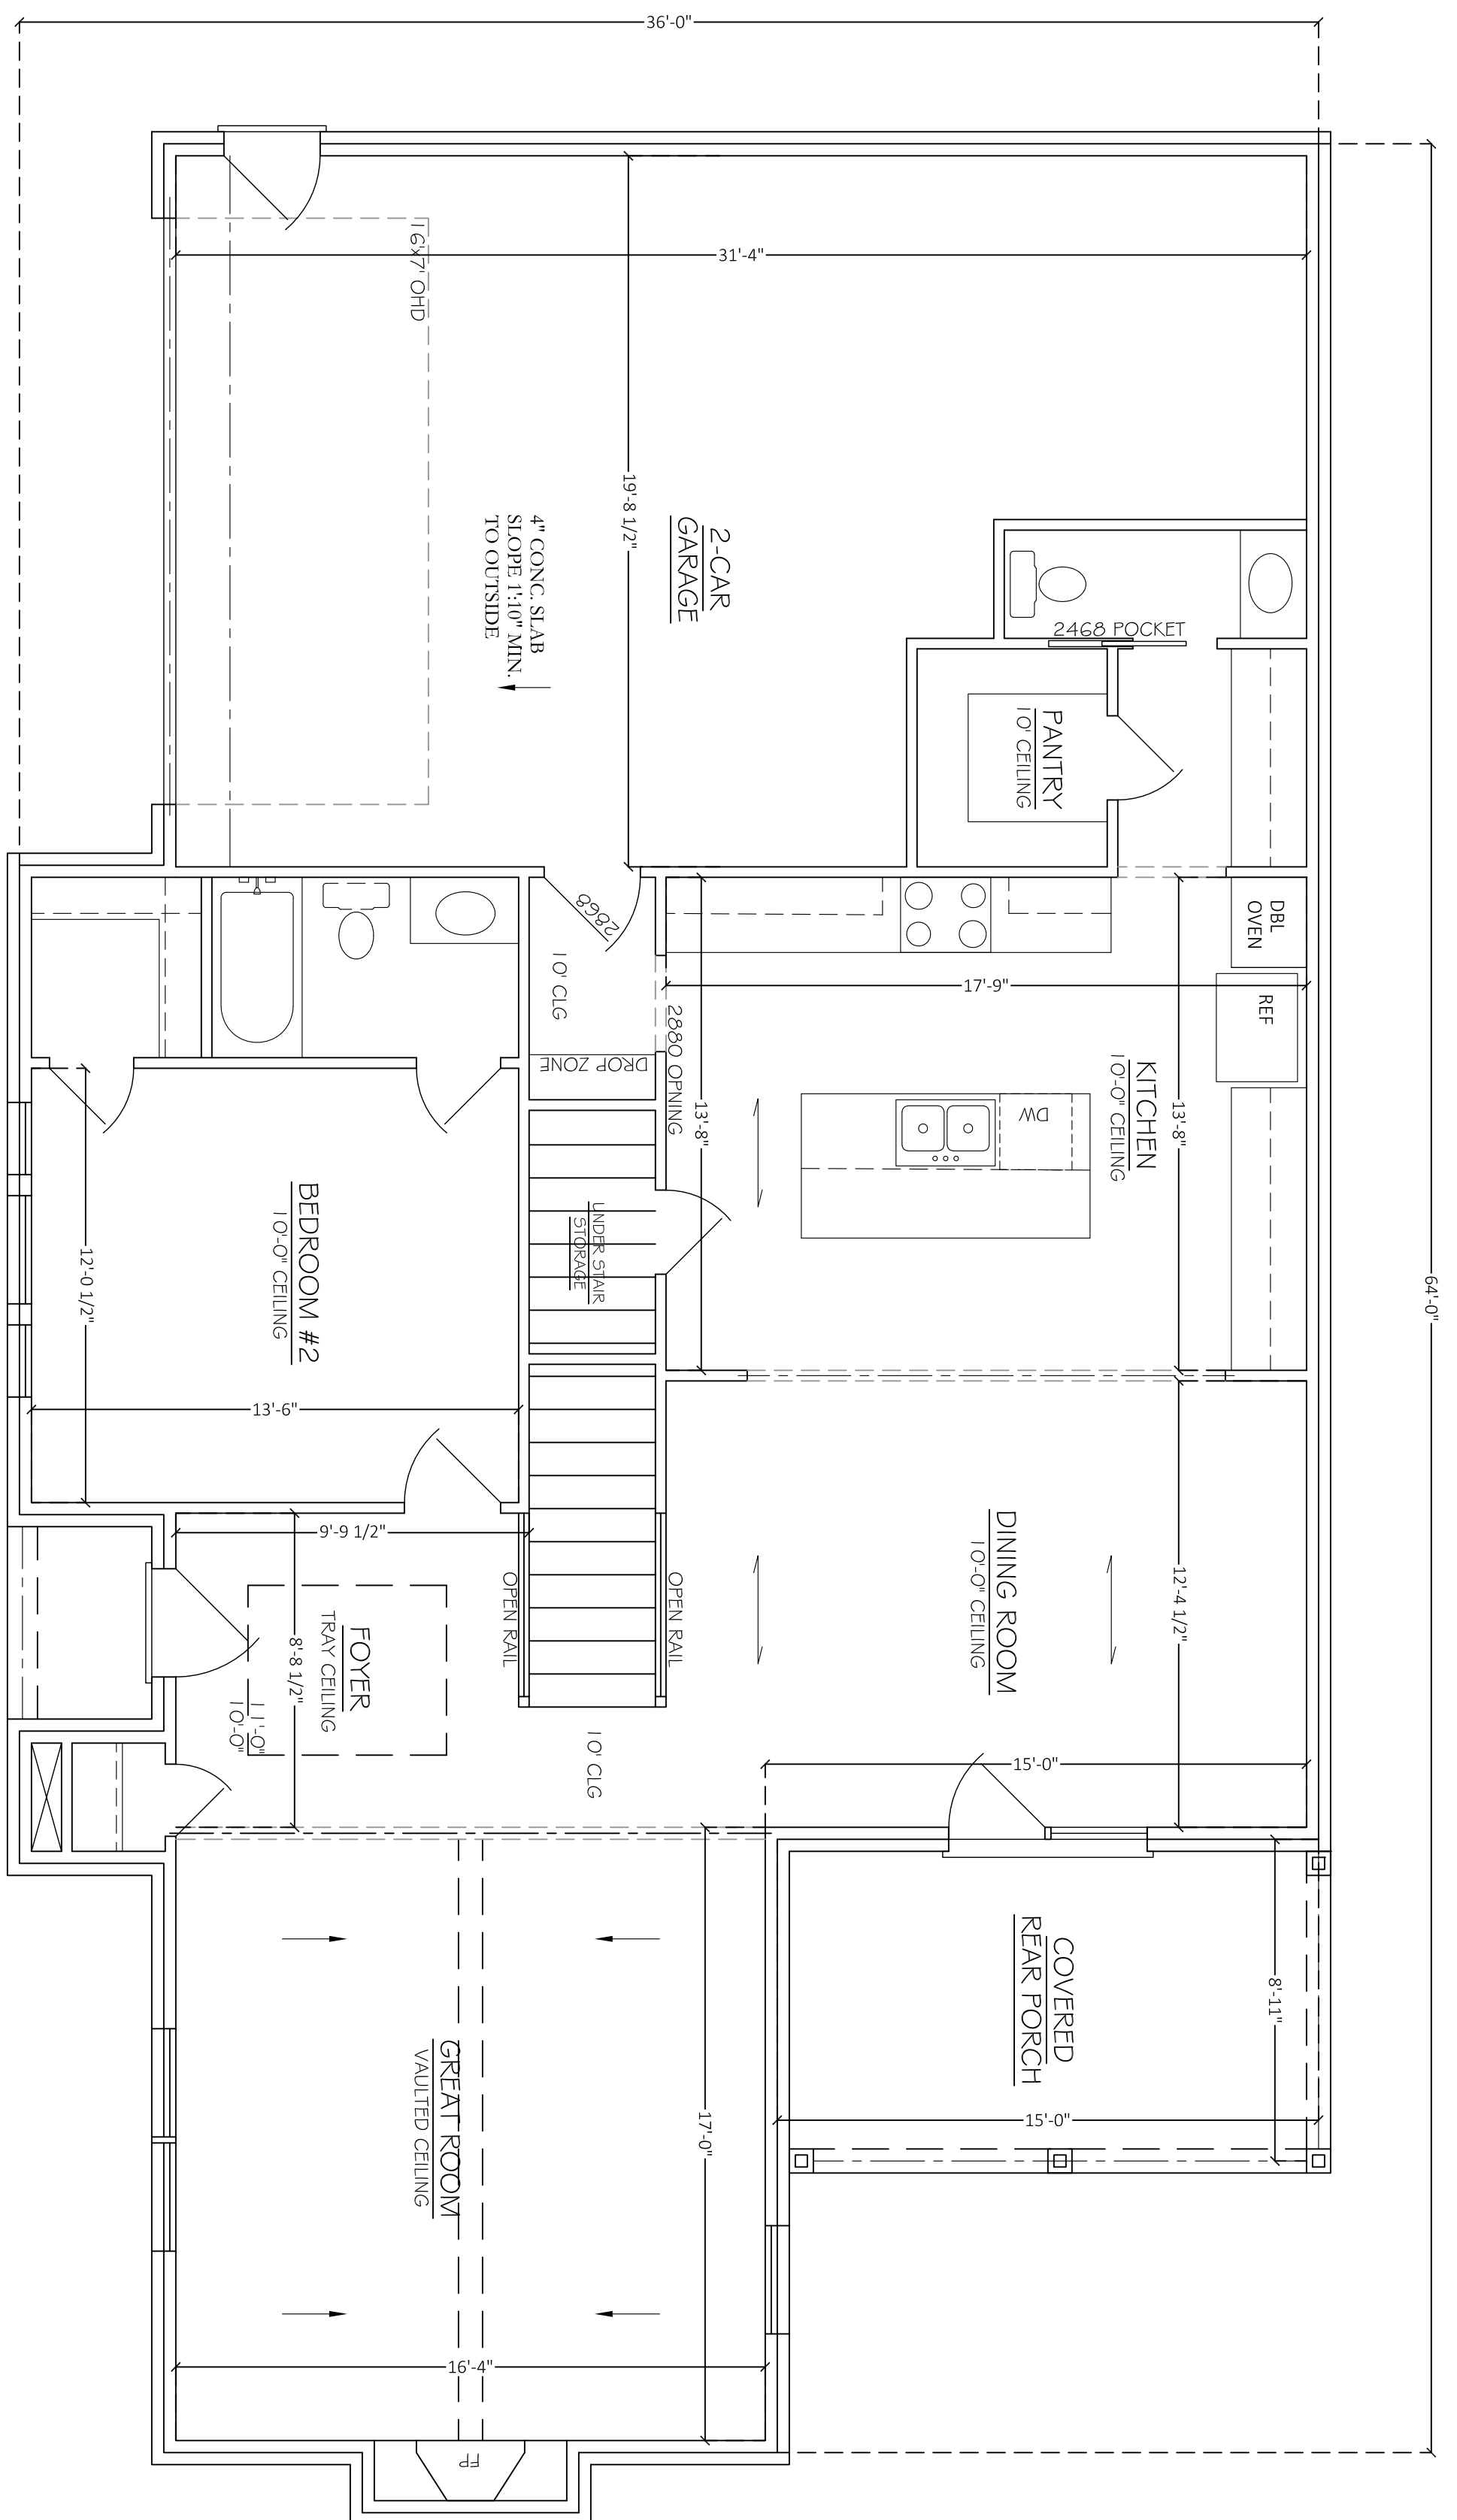 36'-0"
64'-0"
31'-4"
16'x7' OHD
19'-8 1/2"
2-CAR
GARAGE
4" CONC. SLAB
SLOPE 1':10" MIN.
TO OUTSIDE
2468 POCKET
PANTRY
10' CEILING
DBL
OVEN
REF
17'-9"
KITCHEN
10'-0" CEILING
13'-8"
DW
13'-8"
2880 OPNING
2868
10' CLG
DROP ZONE
UNDER STAIR
STORAGE
BEDROOM #2
10'-0" CEILING
12'-0 1/2"
13'-6"
DINING ROOM
10'-0" CEILING
12'-4 1/2"
15'-0"
OPEN RAIL
OPEN RAIL
9'-9 1/2"
8'-8 1/2"
FOYER
TRAY CEILING
11'-0"
10'-0"
10' CLG
COVERED
REAR PORCH
8'-11"
15'-0"
GREAT ROOM
VAULTED CEILING
17'-0"
16'-4"
FP